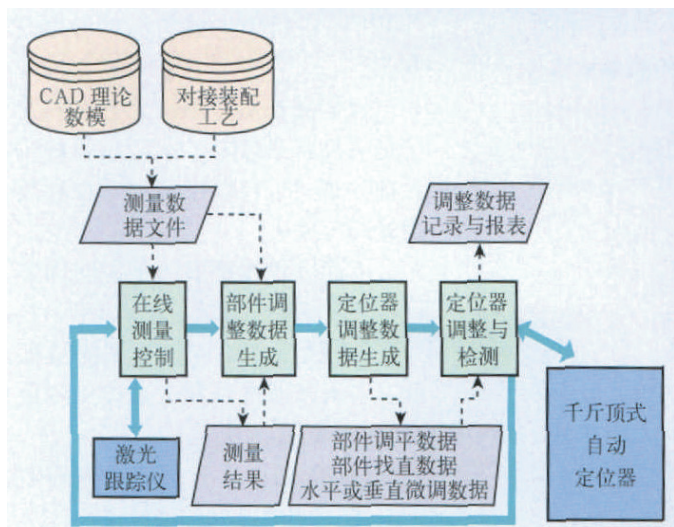 CAD 理论
数模
对接装配
工艺
测量数
据文件
调整数据
记录与报表
在线
测量
控制
部件调
整数据
生成
定位器
调整数
据生成
定位器
调整与
检测
激光
跟踪仪
测量
结果
部件调平数据
部件找直数据
水平或垂直微调数据
千斤顶式
自动
定位器